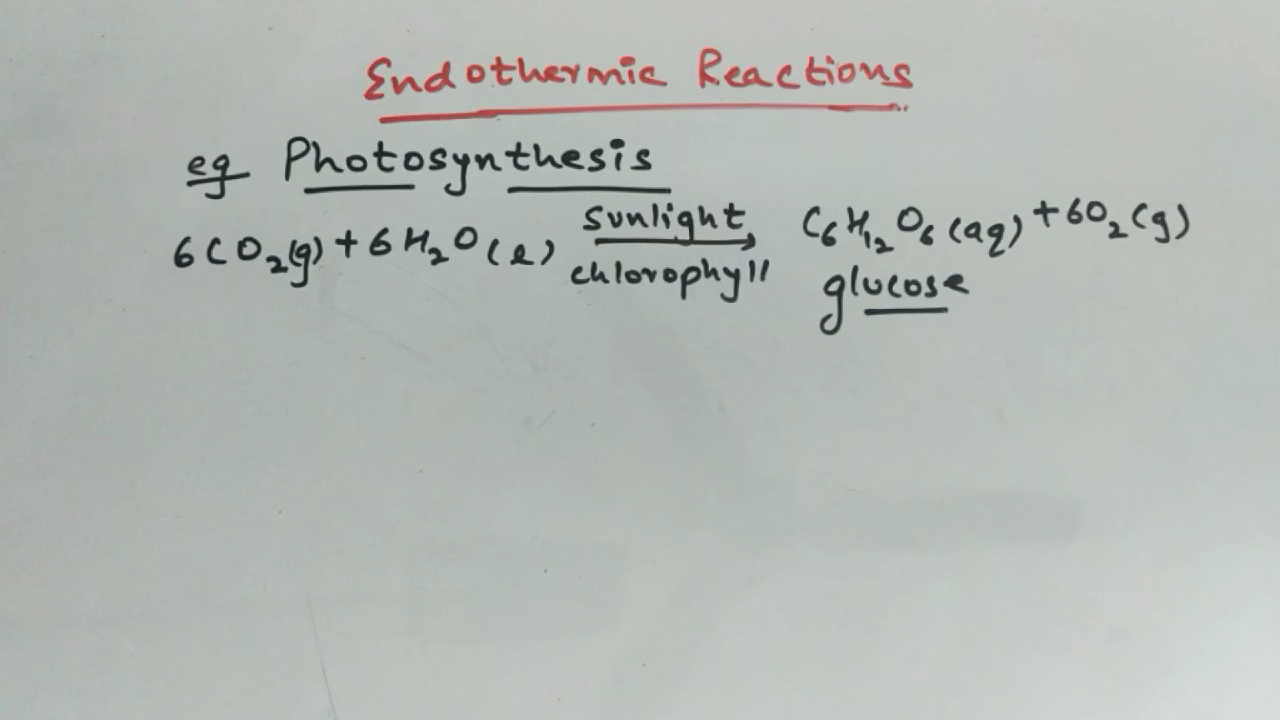 Endothermic Reactions
eg Photosynthesis
6CO₂(g) + 6H₂O(l) sunlight chlorophyll C₆H₁₂O₆(aq) + 6O₂(g)
glucose